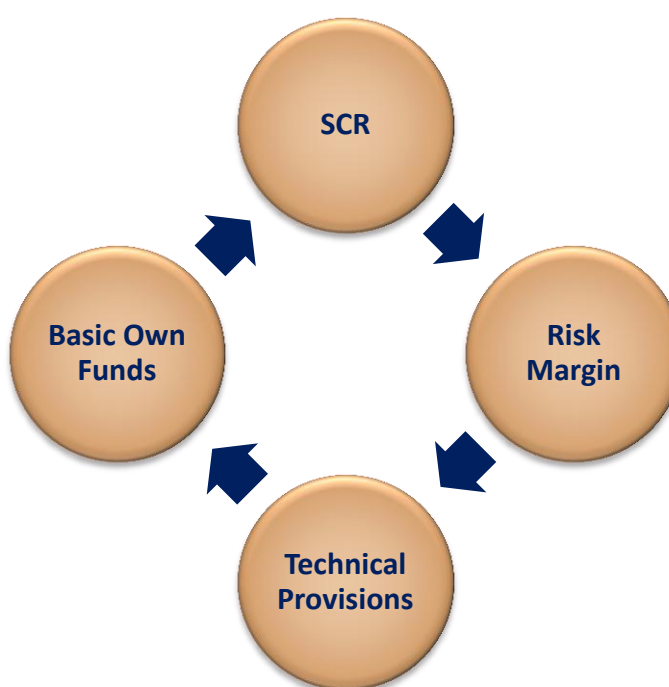 SCR
Basic Own
Funds
Risk
Margin
Technical
Provisions